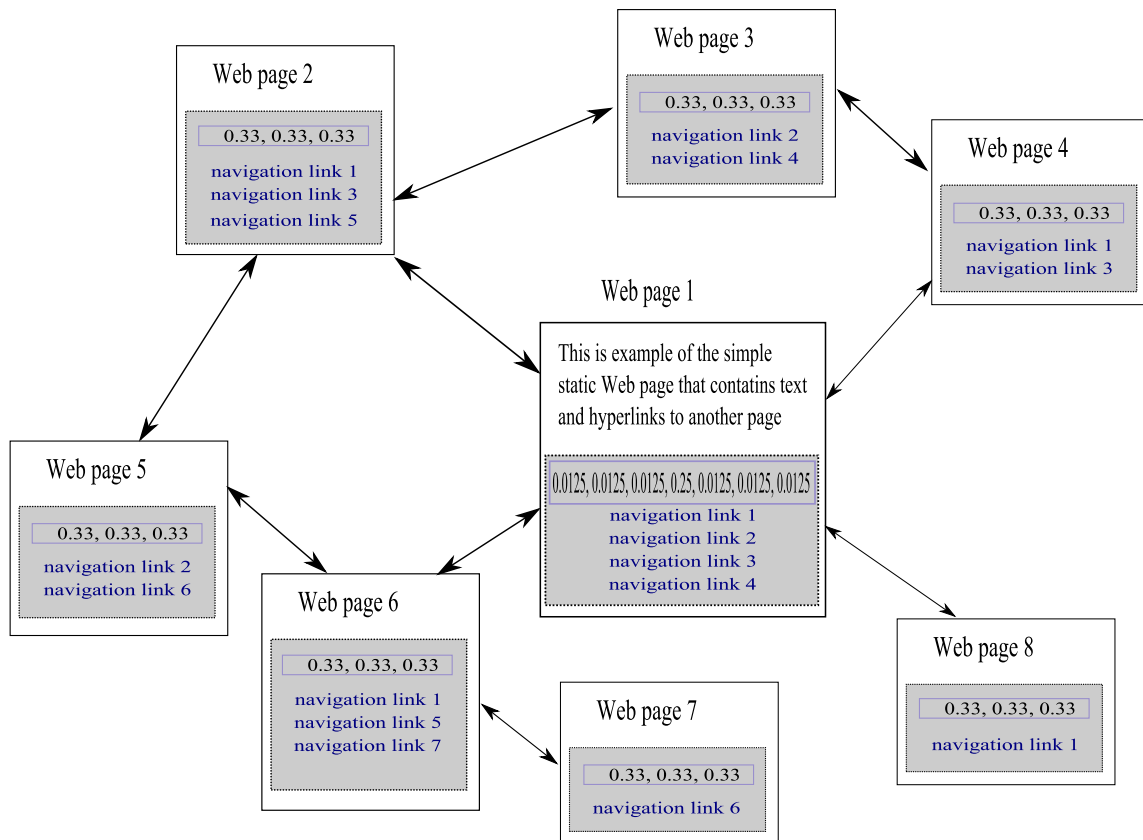 Web page 2
0.33, 0.33, 0.33
navigation link 1
navigation link 3
navigation link 5
Web page 3
0.33, 0.33, 0.33
navigation link 2
navigation link 4
Web page 4
0.33, 0.33, 0.33
navigation link 1
navigation link 3
Web page 1
This is example of the simple
static Web page that contatins text
and hyperlinks to another page
0.0125, 0.0125, 0.0125, 0.25, 0.0125, 0.0125, 0.0125
navigation link 1
navigation link 2
navigation link 3
navigation link 4
Web page 5
0.33, 0.33, 0.33
navigation link 2
navigation link 6
Web page 6
0.33, 0.33, 0.33
navigation link 1
navigation link 5
navigation link 7
Web page 7
0.33, 0.33, 0.33
navigation link 6
Web page 8
0.33, 0.33, 0.33
navigation link 1